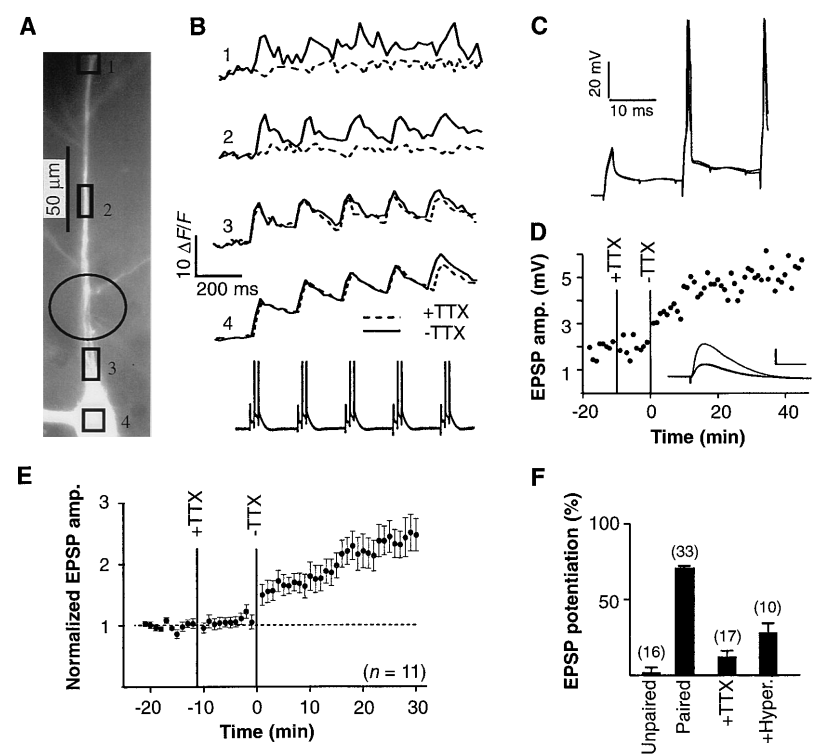 A
1
50 µm
2
3
4
B
1
2
3
4
10 ΔF/F
200 ms
+TTX
-TTX
C
20 mV
10 ms
D
EPSP amp. (mV)
5
3
1
+TTX
-TTX
-20
0
20
40
Time (min)
E
Normalized EPSP amp.
3
2
1
+TTX
-TTX
(n = 11)
-20
-10
0
10
20
30
Time (min)
F
EPSP potentiation (%)
100
50
(16)
(33)
(17)
(10)
Unpaired
Paired
+TTX
+Hyper.